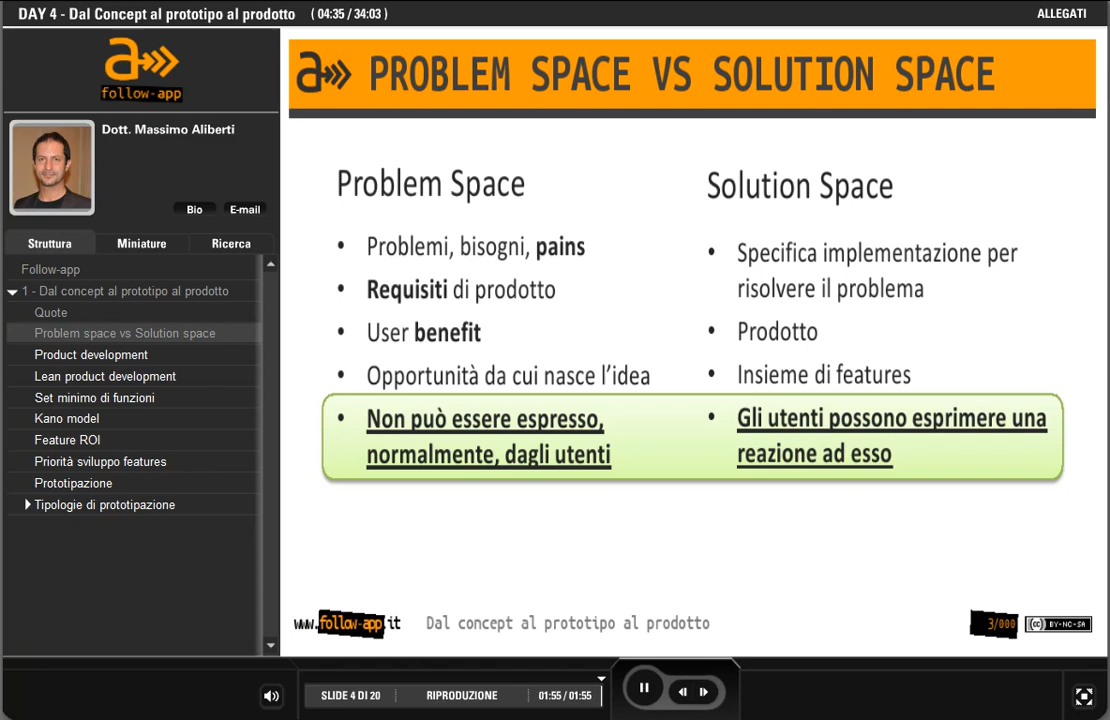 DAY 4 - Dal Concept al prototipo al prodotto ( 04:35 / 34:03 )
ALLEGATI
a
follow-app
Dott. Massimo Aliberti
Bio
E-mail
Struttura
Miniature
Ricerca
Follow-app
1 - Dal concept al prototipo al prodotto
Quote
Problem space vs Solution space
Product development
Lean product development
Set minimo di funzioni
Kano model
Feature ROI
Priorità sviluppo features
Prototipazione
Tipologie di prototipazione
a PROBLEM SPACE VS SOLUTION SPACE
Problem Space
• Problemi, bisogni, pains
• Requisiti di prodotto
• User benefit
• Opportunità da cui nasce l'idea
• Non può essere espresso,
normalmente, dagli utenti
Solution Space
• Specifica implementazione per
risolvere il problema
• Prodotto
• Insieme di features
• Gli utenti possono esprimere una
reazione ad esso
www.follow-app.it
Dal concept al prototipo al prodotto
3/000
(cc) BY-NC-SA
SLIDE 4 DI 20
RIPRODUZIONE
01:55 / 01:55